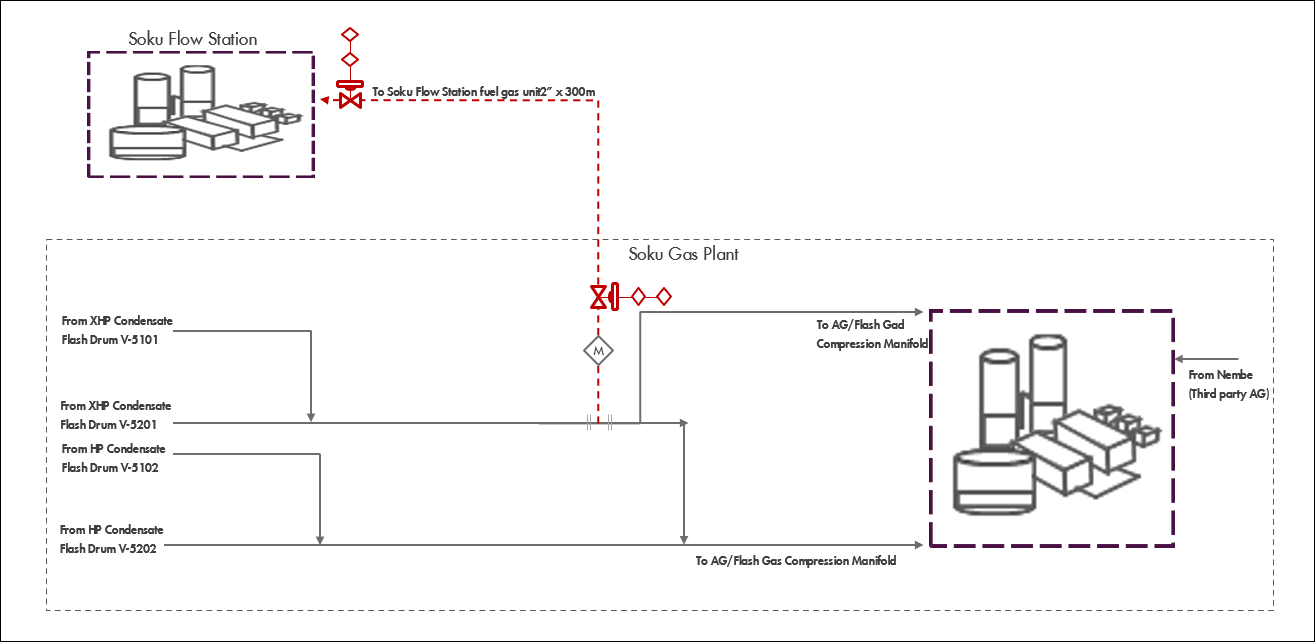 Soku Flow Station
To Soku Flow Station fuel gas unit2” x 300m
Soku Gas Plant
From XHP Condensate
Flash Drum V-5101
To AG/Flash Gad
Compression Manifold
M
From Nembe
(Third party AG)
From XHP Condensate
Flash Drum V-5201
From HP Condensate
Flash Drum V-5102
From HP Condensate
Flash Drum V-5202
To AG/Flash Gas Compression Manifold